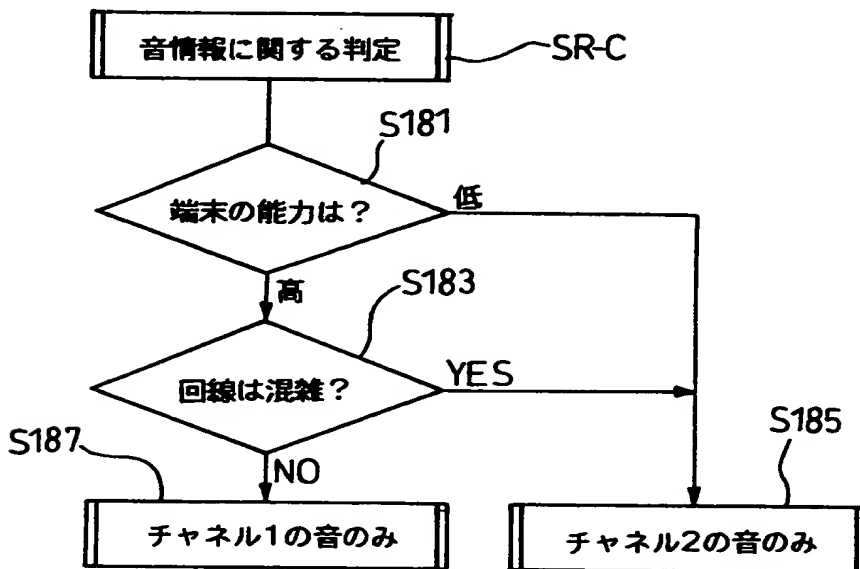 音情報に関する判定
SR-C
S181
端末の能力は?
低
高
S183
回線は混雑?
YES
S187
NO
S185
チャネル1の音のみ
チャネル2の音のみ